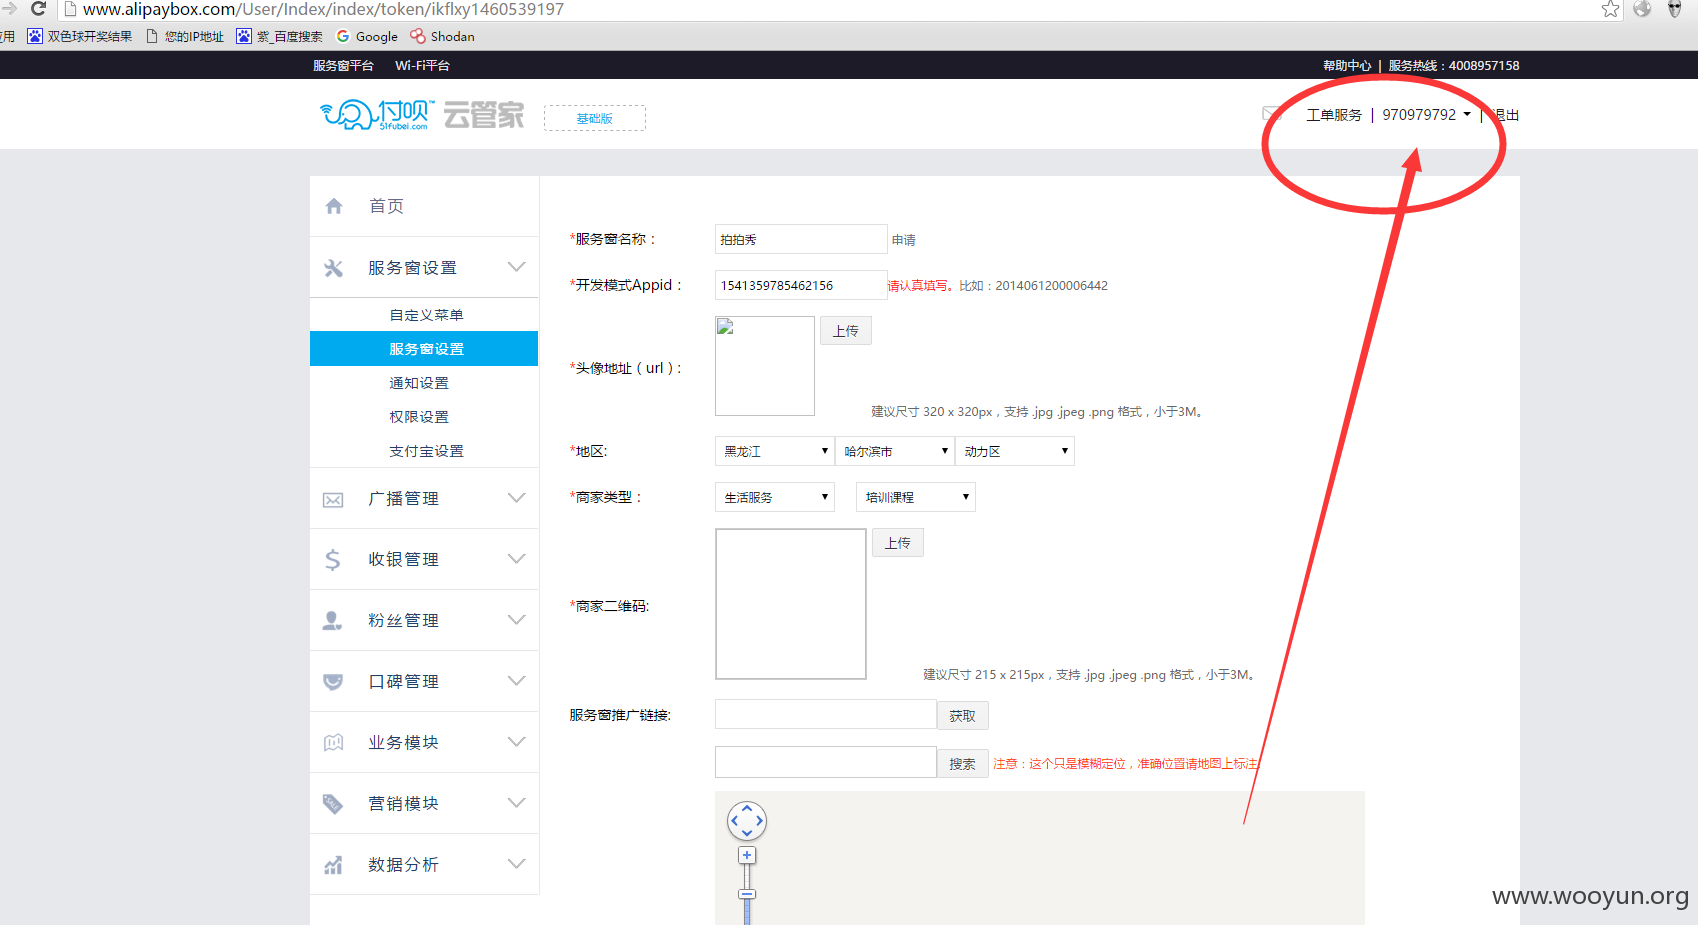 www.alipaybox.com/User/Index/index/token/ikflxy1460539197
应用 双色球开奖结果 您的IP地址 紫_百度搜索 Google Shodan
服务窗平台 Wi-Fi平台 帮助中心 | 服务热线：4008957158
付呗™ 51fubei.com 云管家 基础版 工单服务 | 970979792 | 退出
首页
服务窗设置
自定义菜单
服务窗设置
通知设置
权限设置
支付宝设置
广播管理
收银管理
粉丝管理
口碑管理
业务模块
营销模块
数据分析
*服务窗名称： 拍拍秀 申请
*开发模式Appid： 1541359785462156 请认真填写。比如：2014061200006442
*头像地址（url）： 上传
建议尺寸 320 x 320px，支持 .jpg .jpeg .png 格式，小于3M。
*地区: 黑龙江 哈尔滨市 动力区
*商家类型： 生活服务 培训课程
*商家二维码: 上传
建议尺寸 215 x 215px，支持 .jpg .jpeg .png 格式，小于3M。
服务窗推广链接: 获取
搜索 注意：这个只是模糊定位，准确位置请地图上标注
www.wooyun.org